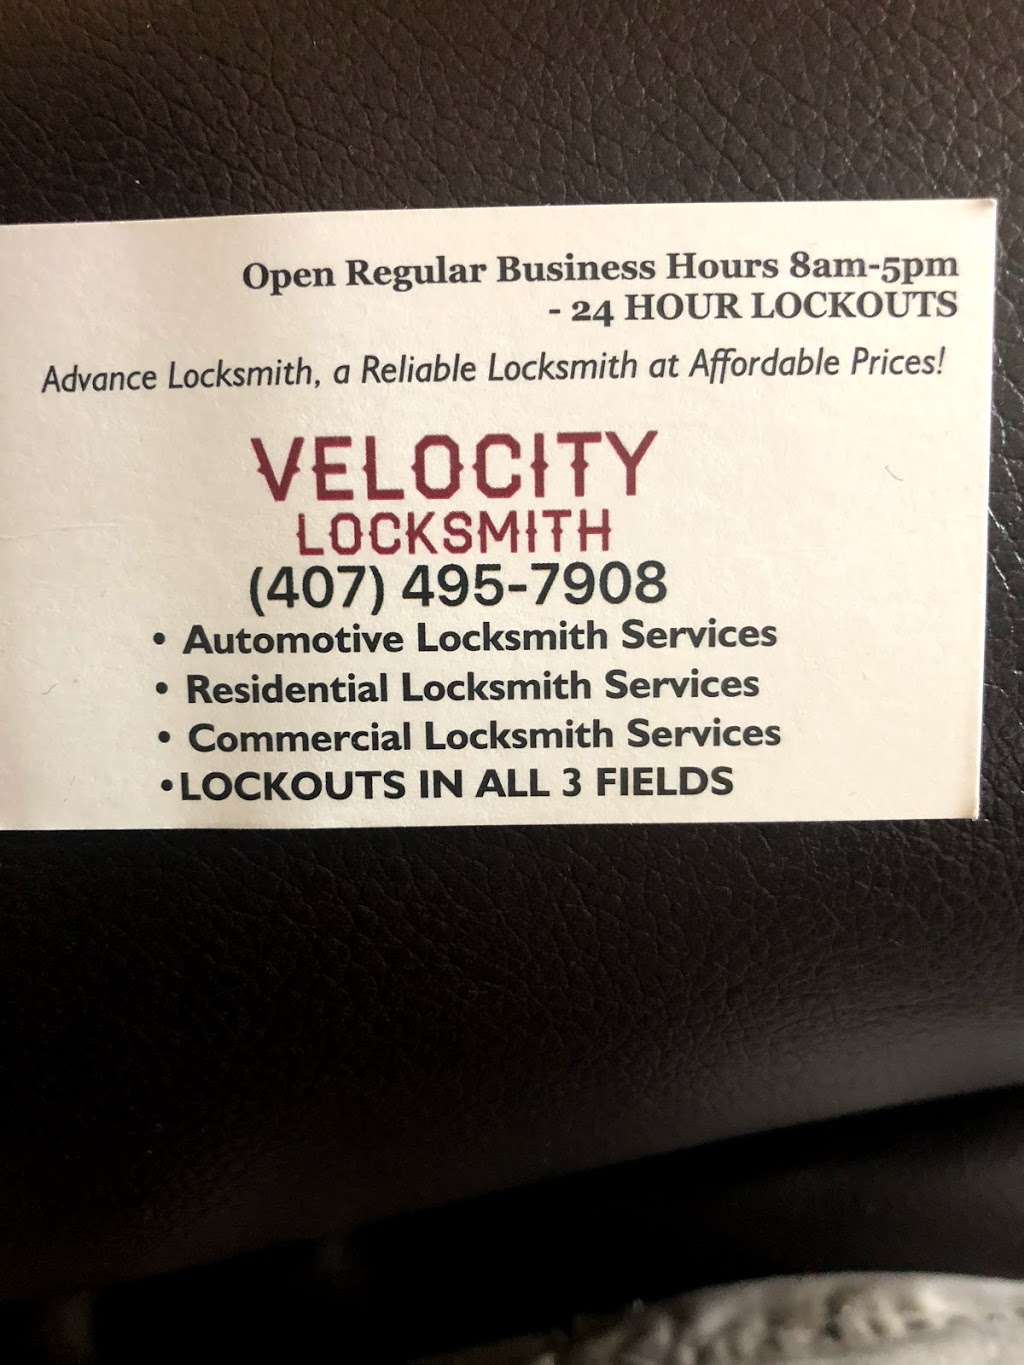 Open Regular Business Hours 8am-5pm
- 24 HOUR LOCKOUTS
Advance Locksmith, a Reliable Locksmith at Affordable Prices!
VELOCITY
LOCKSMITH
(407) 495-7908
• Automotive Locksmith Services
• Residential Locksmith Services
• Commercial Locksmith Services
•LOCKOUTS IN ALL 3 FIELDS